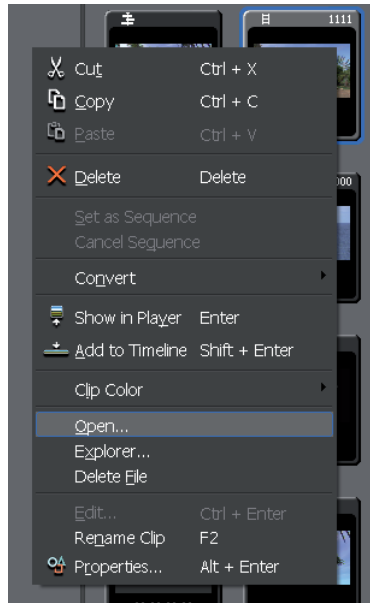 1111
Cut Ctrl + X
Copy Ctrl + C
Paste Ctrl + V
Delete Delete
Set as Sequence
Cancel Sequence
Convert
Show in Player Enter
Add to Timeline Shift + Enter
Clip Color
Open...
Explorer...
Delete File
Edit... Ctrl + Enter
Rename Clip F2
Properties... Alt + Enter